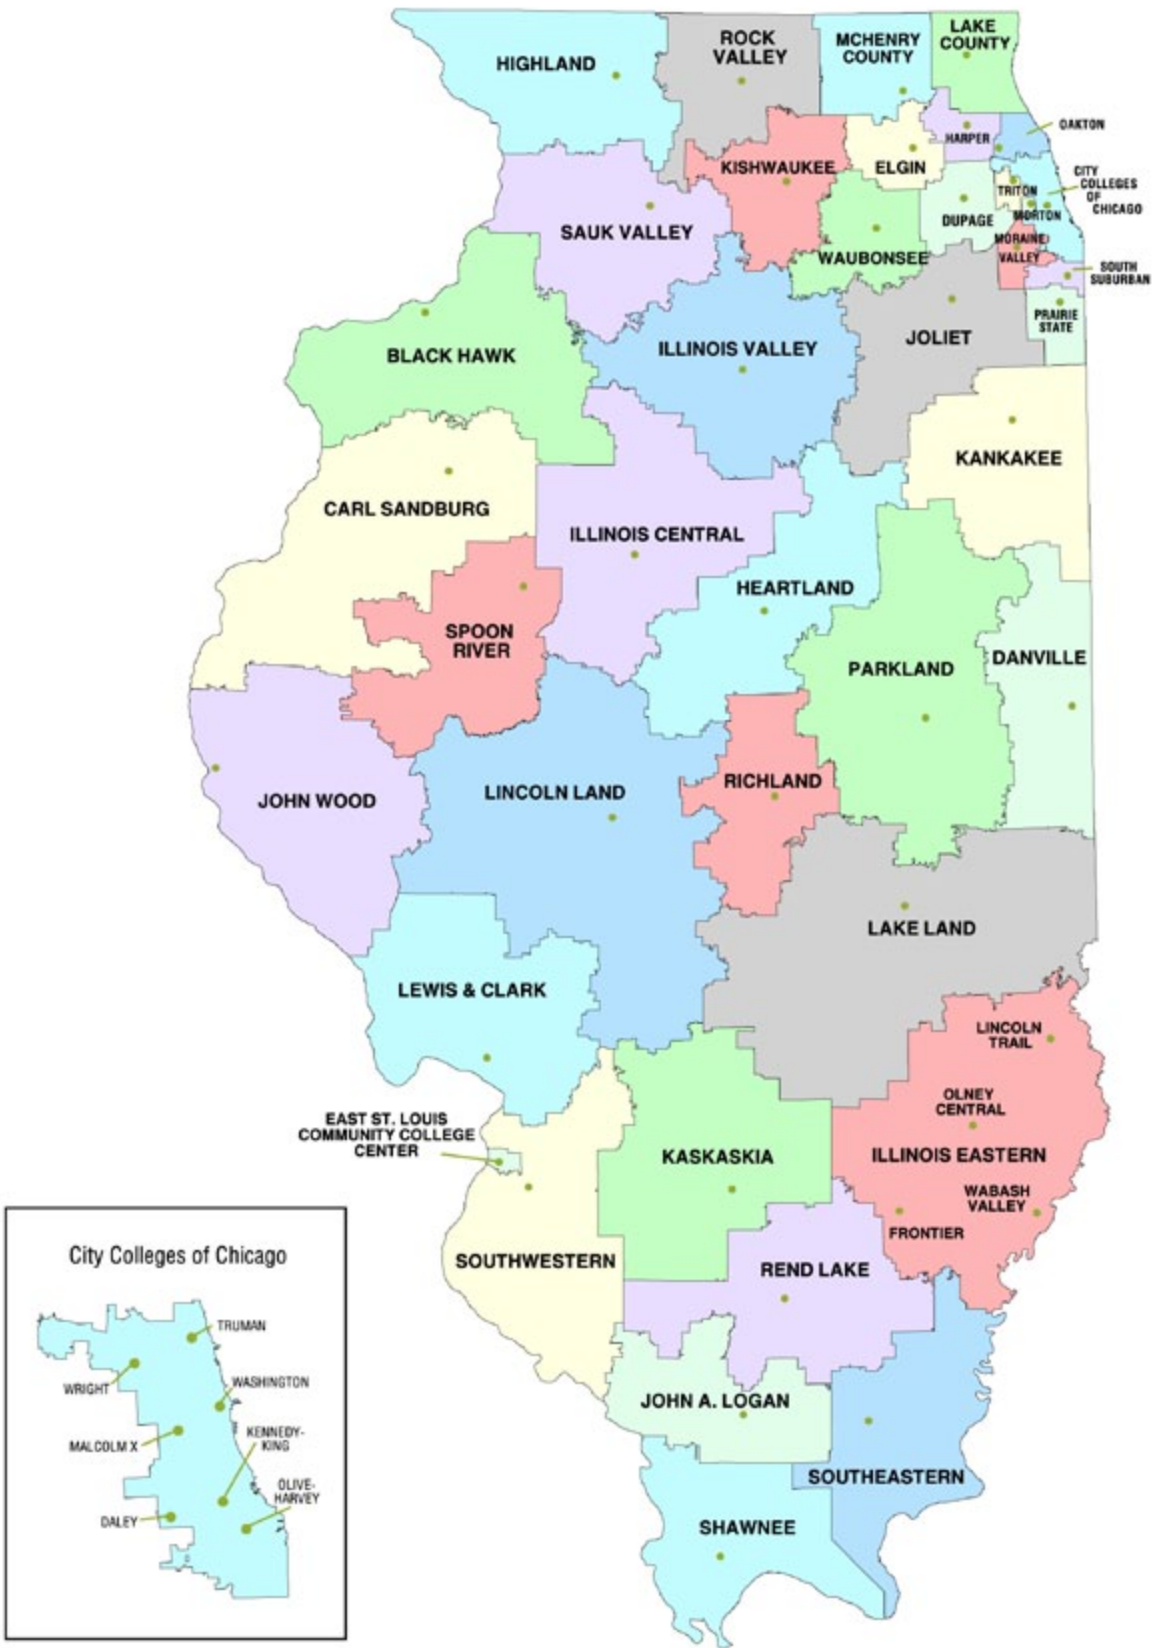 HIGHLAND
ROCK
VALLEY
MCHENRY
COUNTY
LAKE
COUNTY
HARPER
OAKTON
KISHWAUKEE
ELGIN
CITY
COLLEGES
OF
CHICAGO
TRITON
MORTON
DUPAGE
SAUK VALLEY
MORAINE
VALLEY
WAUBONSEE
SOUTH
SUBURBAN
PRAIRIE
STATE
JOLIET
ILLINOIS VALLEY
BLACK HAWK
KANKAKEE
CARL SANDBURG
ILLINOIS CENTRAL
HEARTLAND
SPOON
RIVER
PARKLAND
DANVILLE
RICHLAND
LINCOLN LAND
JOHN WOOD
LAKE LAND
LEWIS & CLARK
LINCOLN
TRAIL
OLNEY
CENTRAL
EAST ST. LOUIS
COMMUNITY COLLEGE
CENTER
KASKASKIA
ILLINOIS EASTERN
WABASH
VALLEY
FRONTIER
SOUTHWESTERN
REND LAKE
JOHN A. LOGAN
SOUTHEASTERN
SHAWNEE
City Colleges of Chicago
TRUMAN
WRIGHT
WASHINGTON
MALCOLM X
KENNEDY-
KING
OLIVE-
HARVEY
DALEY